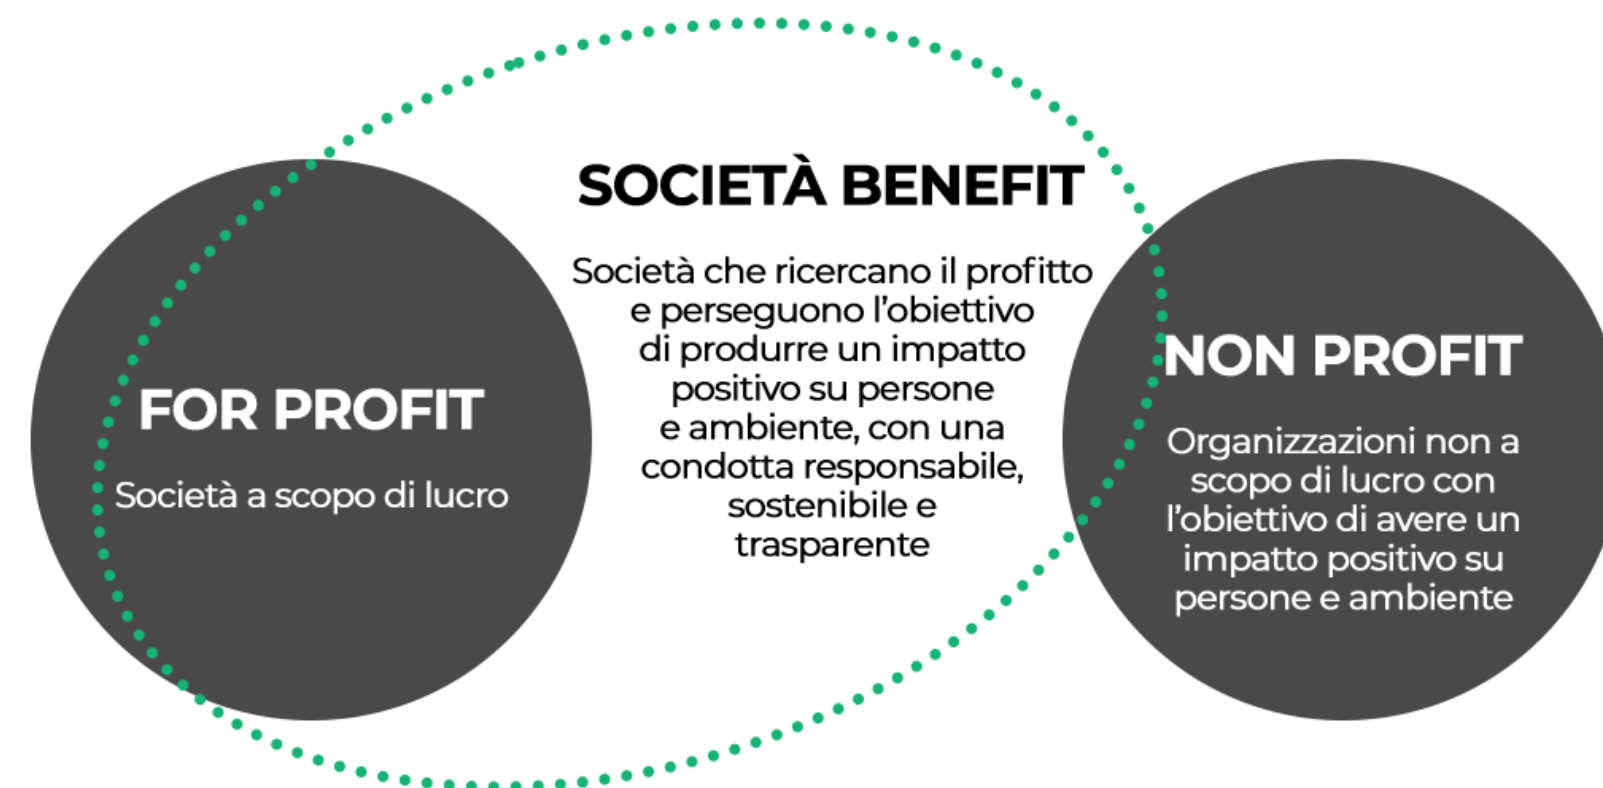 FOR PROFIT
Società a scopo di lucro
SOCIETÀ BENEFIT
Società che ricercano il profitto
e perseguono l’obiettivo
di produrre un impatto
positivo su persone
e ambiente, con una
condotta responsabile,
sostenibile e
trasparente
NON PROFIT
Organizzazioni non a
scopo di lucro con
l’obiettivo di avere un
impatto positivo su
persone e ambiente